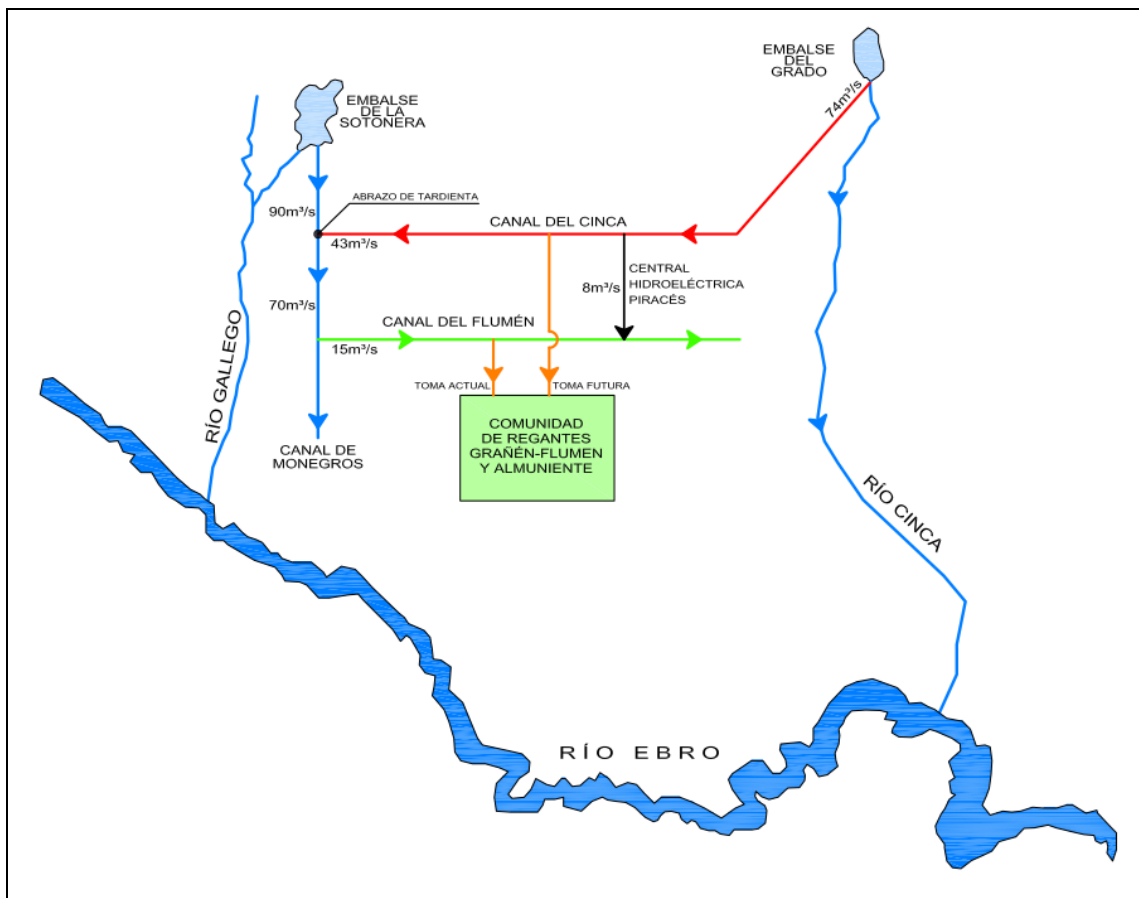 EMBALSE
DEL
GRADO
EMBALSE
DE LA
SOTONERA
74m³/s
ABRAZO DE TARDIENTA
90m³/s
CANAL DEL CINCA
43m³/s
CENTRAL
HIDROELÉCTRICA
PIRACÉS
8m³/s
70m³/s
CANAL DEL FLUMÉN
15m³/s
RÍO GALLEGO
TOMA ACTUAL
TOMA FUTURA
COMUNIDAD
DE REGANTES
GRAÑÉN-FLUMEN
Y ALMUNIENTE
CANAL DE
MONEGROS
RÍO CINCA
RÍO EBRO